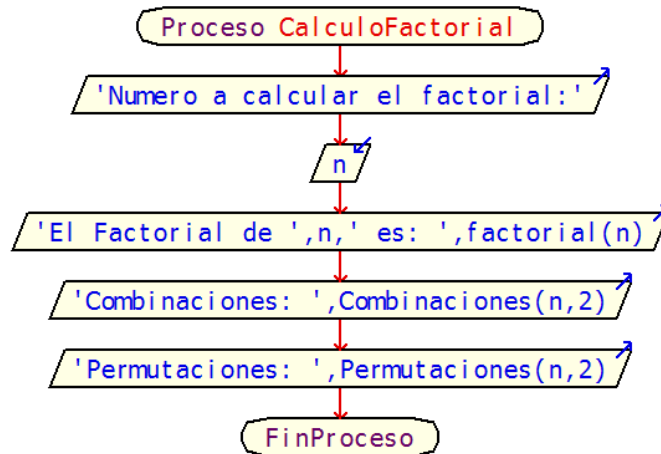 Proceso CalculoFactorial
'Numero a calcular el factorial:'
n
'El Factorial de ',n,' es: ',factorial(n)
'Combinaciones: ',Combinaciones(n,2)
'Permutaciones: ',Permutaciones(n,2)
FinProceso